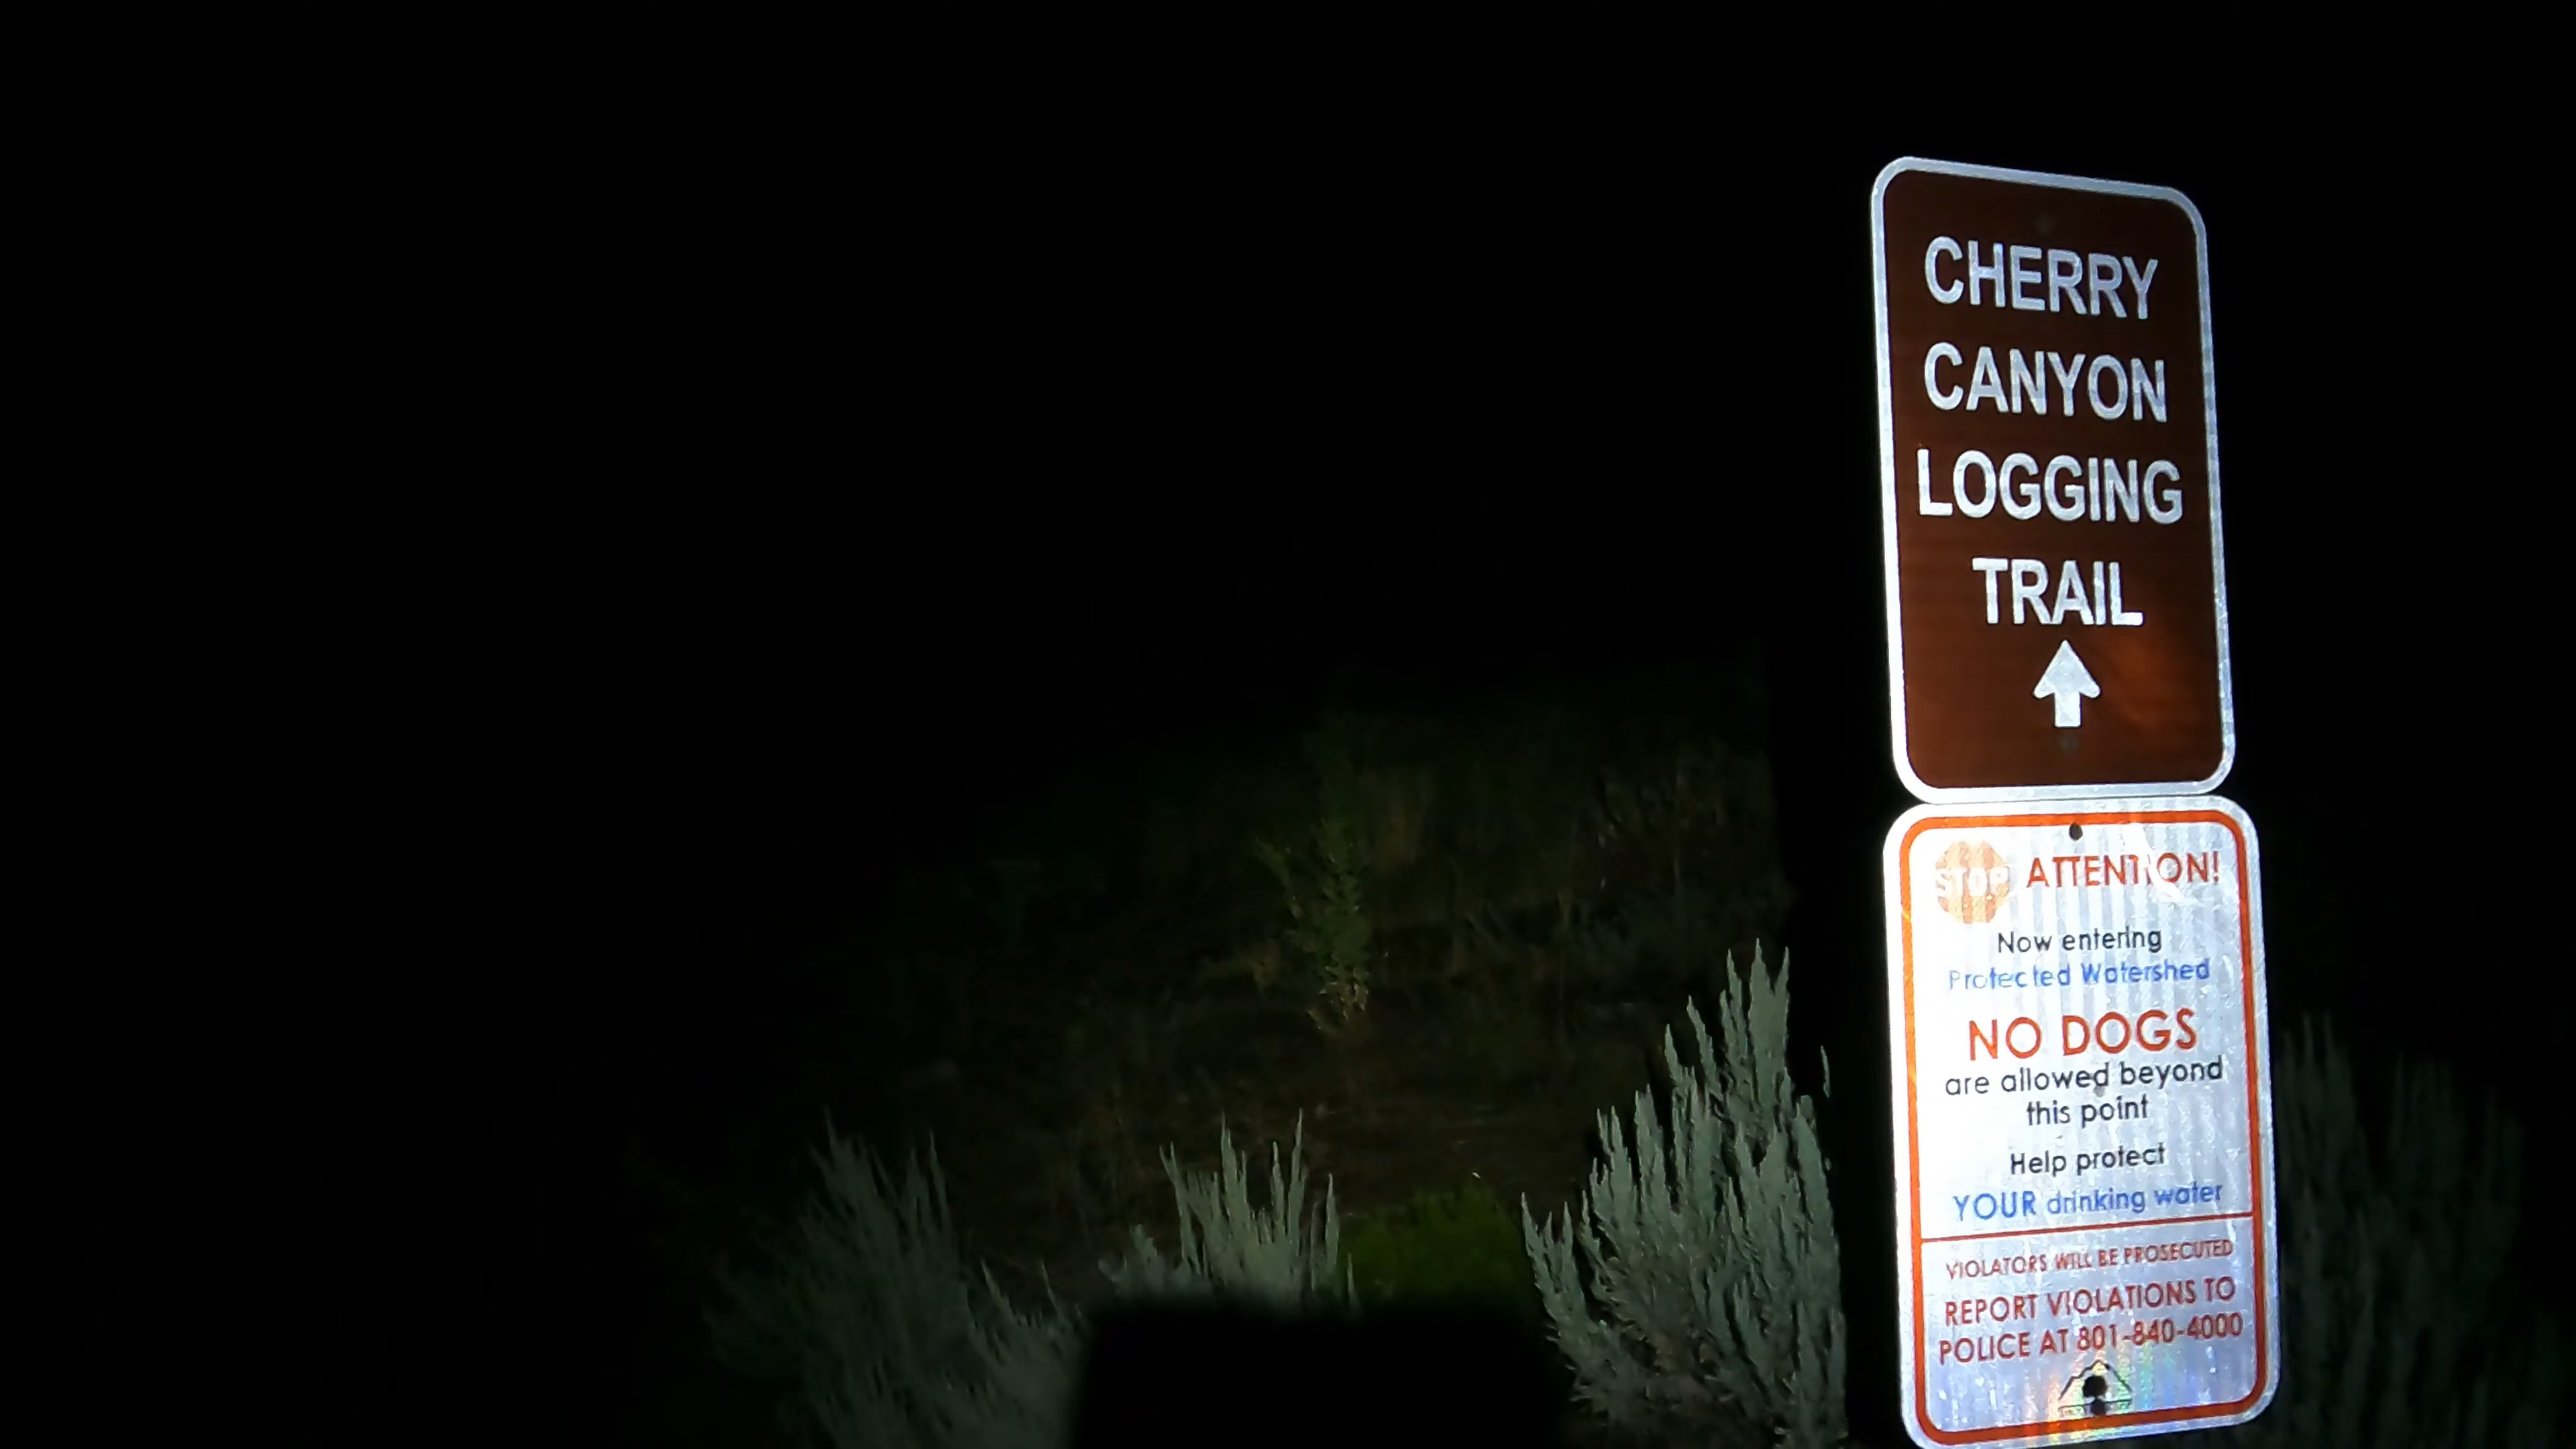 CHERRY
CANYON
LOGGING
TRAIL
STOP ATTENTION!
Now entering
Protected Watershed
NO DOGS
are allowed beyond
this point
Help protect
YOUR drinking water
VIOLATORS WILL BE PROSECUTED
REPORT VIOLATIONS TO
POLICE AT 801-840-4000